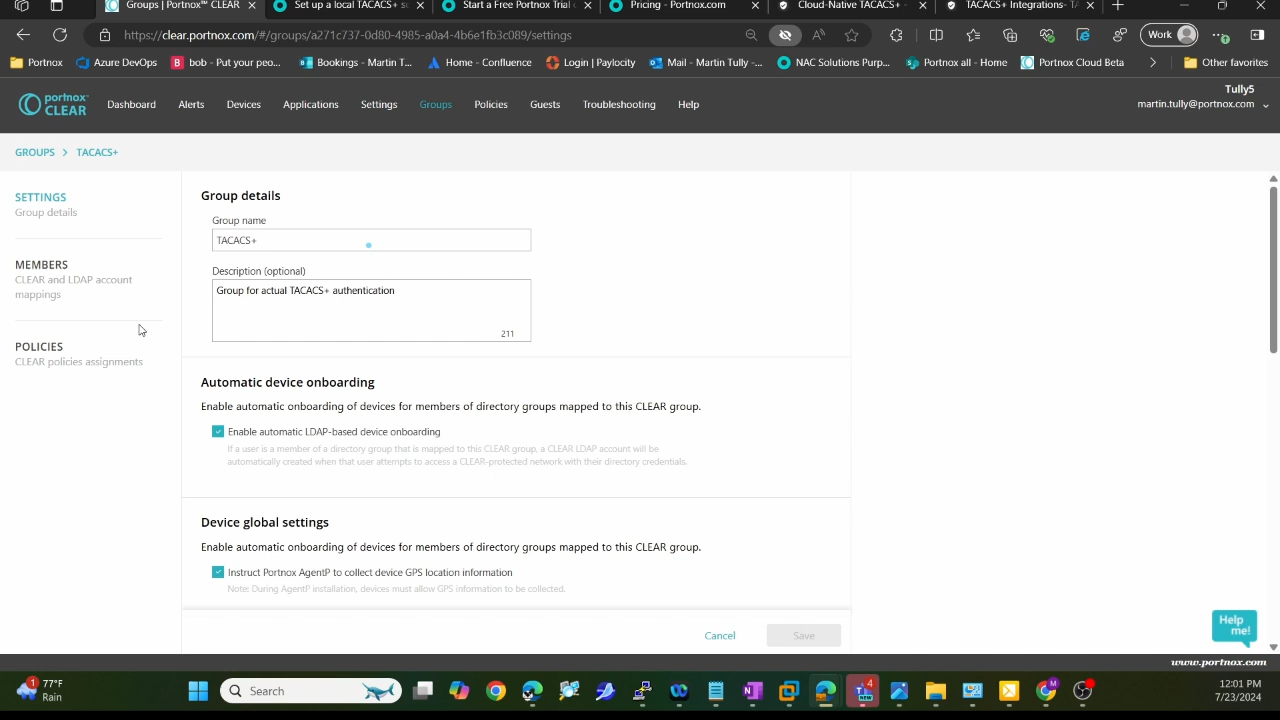 Groups | Portnox™ CLEAR
Set up a local TACACS+ s
Start a Free Portnox Trial
Pricing - Portnox.com
Cloud-Native TACACS+ -
TACACS+ Integrations- TA
https://clear.portnox.com/#/groups/a271c737-0d80-4985-a0a4-4b6e1fb3c089/settings
Work
Portnox
Azure DevOps
bob - Put your peo...
Bookings - Martin T...
Home - Confluence
Login | Paylocity
Mail - Martin Tully -...
NAC Solutions Purp...
Portnox all - Home
Portnox Cloud Beta
Other favorites
portnox™
CLEAR
Dashboard
Alerts
Devices
Applications
Settings
Groups
Policies
Guests
Troubleshooting
Help
Tully5
martin.tully@portnox.com
GROUPS > TACACS+
SETTINGS
Group details
MEMBERS
CLEAR and LDAP account
mappings
POLICIES
CLEAR policies assignments
Group details
Group name
TACACS+
Description (optional)
Group for actual TACACS+ authentication
211
Automatic device onboarding
Enable automatic onboarding of devices for members of directory groups mapped to this CLEAR group.
Enable automatic LDAP-based device onboarding
If a user is a member of a directory group that is mapped to this CLEAR group, a CLEAR LDAP account will be
automatically created when that user attempts to access a CLEAR-protected network with their directory credentials.
Device global settings
Enable automatic onboarding of devices for members of directory groups mapped to this CLEAR group.
Instruct Portnox AgentP to collect device GPS location information
Note: During AgentP installation, devices must allow GPS information to be collected.
Cancel
Save
Help
me!
www.portnox.com
1
77°F
Rain
Search
4
NEW
12:01 PM
7/23/2024